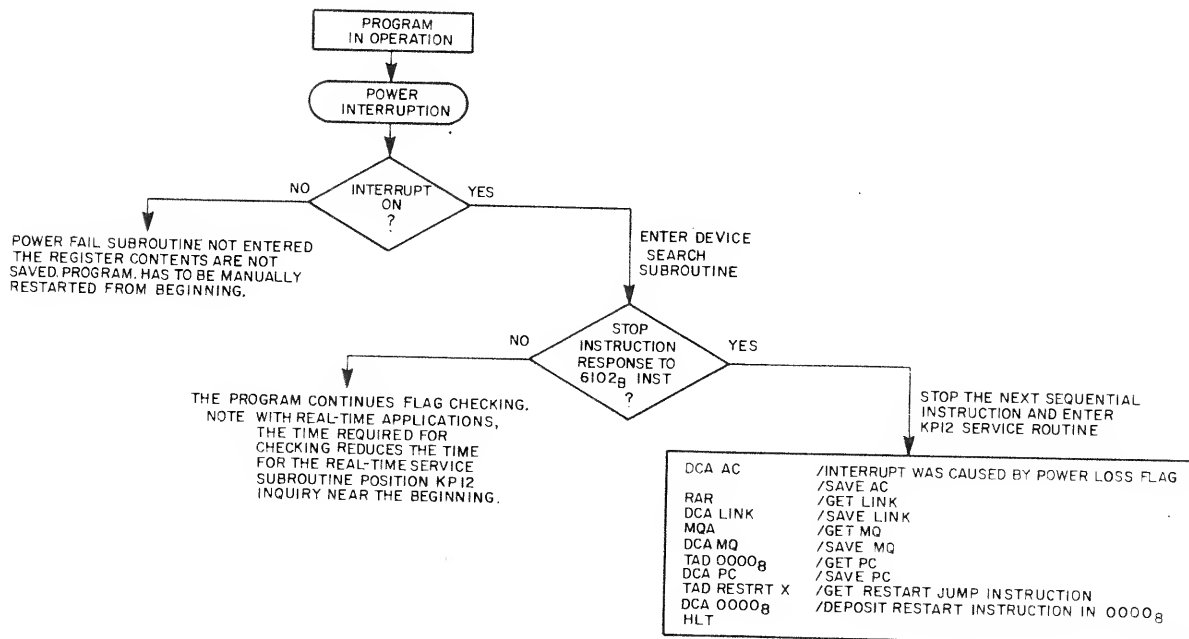 PROGRAM
IN OPERATION
POWER
INTERRUPTION
INTERRUPT
ON
?
NO
YES
POWER FAIL SUBROUTINE NOT ENTERED
THE REGISTER CONTENTS ARE NOT
SAVED. PROGRAM. HAS TO BE MANUALLY
RESTARTED FROM BEGINNING.
ENTER DEVICE
SEARCH
SUBROUTINE
STOP
INSTRUCTION
RESPONSE TO
6102₈ INST
?
NO
YES
THE PROGRAM CONTINUES FLAG CHECKING.
NOTE WITH REAL-TIME APPLICATIONS,
THE TIME REQUIRED FOR
CHECKING REDUCES THE TIME
FOR THE REAL-TIME SERVICE
SUBROUTINE POSITION KP12
INQUIRY NEAR THE BEGINNING.
STOP THE NEXT SEQUENTIAL
INSTRUCTION AND ENTER
KP12 SERVICE ROUTINE
DCA AC /INTERRUPT WAS CAUSED BY POWER LOSS FLAG
/SAVE AC
RAR /GET LINK
DCA LINK /SAVE LINK
MQA /GET MQ
DCA MQ /SAVE MQ
TAD 0000₈ /GET PC
DCA PC /SAVE PC
TAD RESTRT X /GET RESTART JUMP INSTRUCTION
DCA 0000₈ /DEPOSIT RESTART INSTRUCTION IN 0000₈
HLT